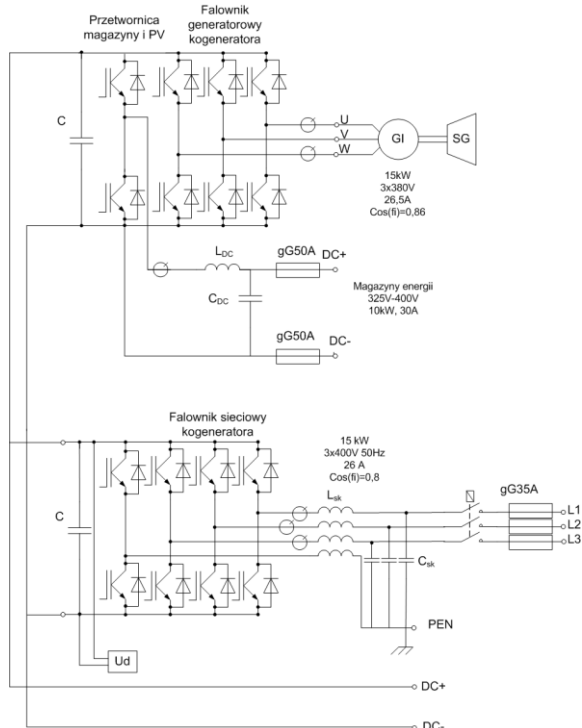 Przetwornica
magazyny i PV
Falownik
generatorowy
kogeneratora
C
U
V
W
GI
SG
15kW
3x380V
26,5A
Cos(fi)=0,86
LDC
gG50A
DC+
CDC
Magazyny energii
325V-400V
10kW, 30A
gG50A
DC-
Falownik sieciowy
kogeneratora
15 kW
3x400V 50Hz
26 A
Cos(fi)=0,8
Lsk
gG35A
C
L1
L2
L3
Csk
PEN
Ud
DC+
DC-